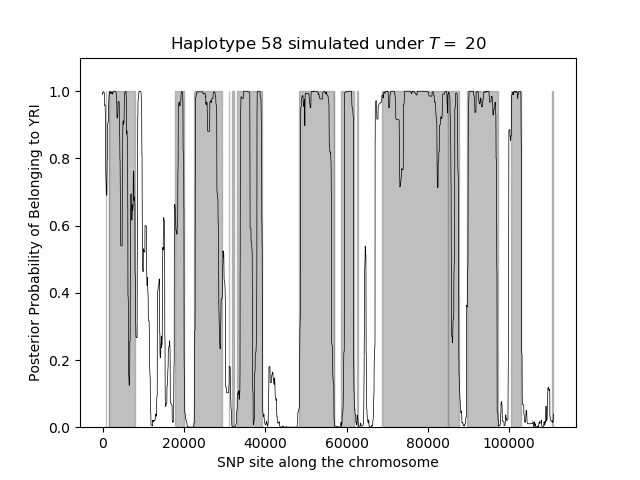 Haplotype 58 simulated under T = 20
Posterior Probability of Belonging to YRI
1.0
0.8
0.6
0.4
0.2
0.0
0 20000 40000 60000 80000 100000
SNP site along the chromosome